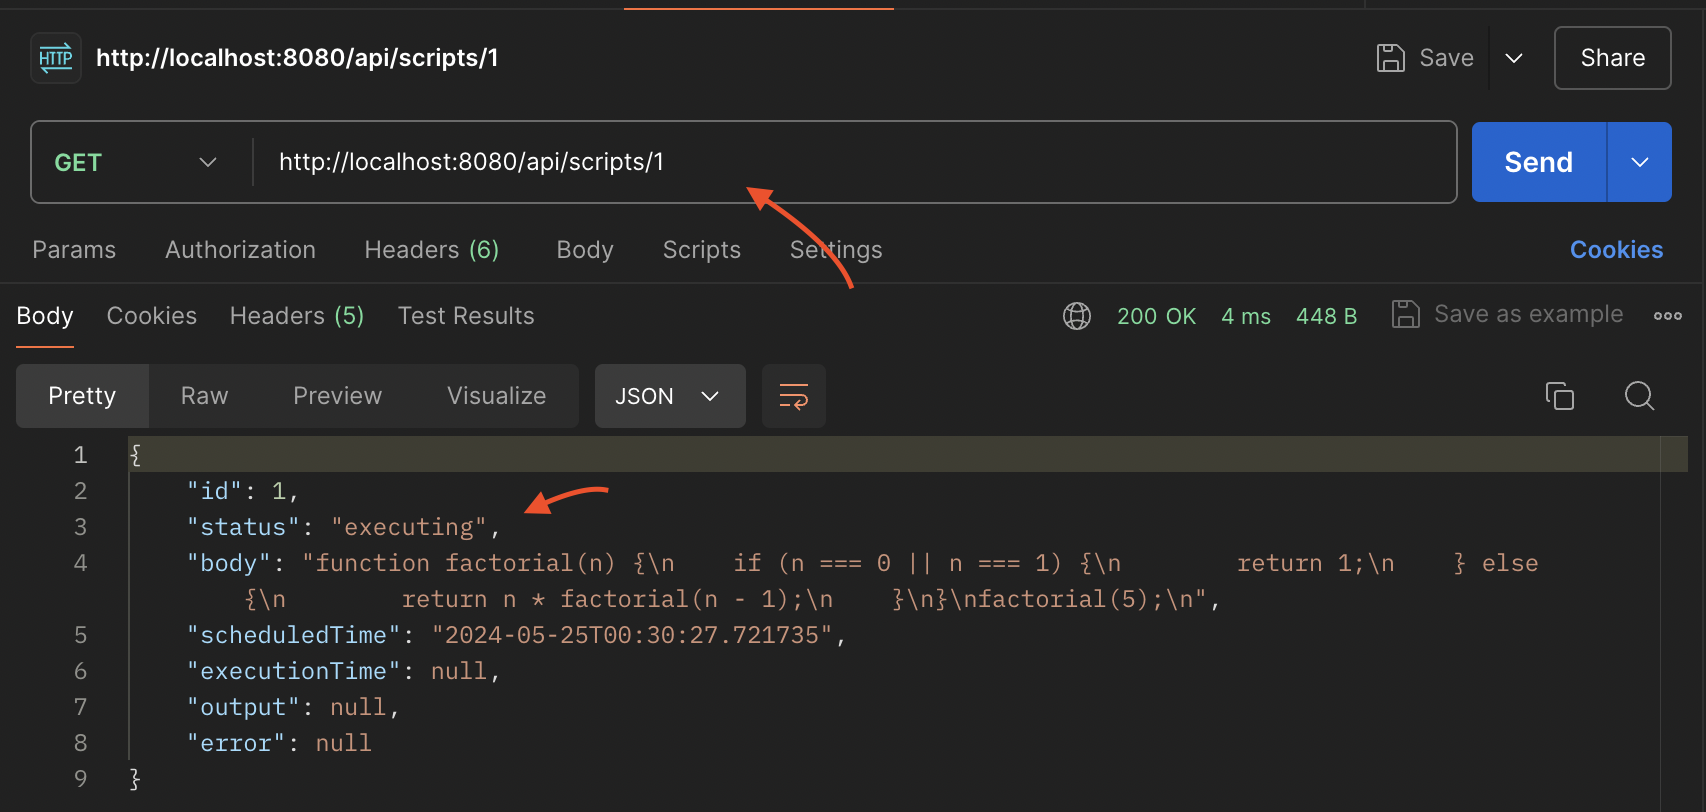 HTTP http://localhost:8080/api/scripts/1 Save Share
GET http://localhost:8080/api/scripts/1 Send
Params Authorization Headers (6) Body Scripts Settings Cookies
Body Cookies Headers (5) Test Results 200 OK 4 ms 448 B Save as example
Pretty Raw Preview Visualize JSON
1 {
2 "id": 1,
3 "status": "executing",
4 "body": "function factorial(n) {\n    if (n === 0 || n === 1) {\n        return 1;\n    } else
{\n        return n * factorial(n - 1);\n    }\n}\nfactorial(5);\n",
5 "scheduledTime": "2024-05-25T00:30:27.721735",
6 "executionTime": null,
7 "output": null,
8 "error": null
9 }